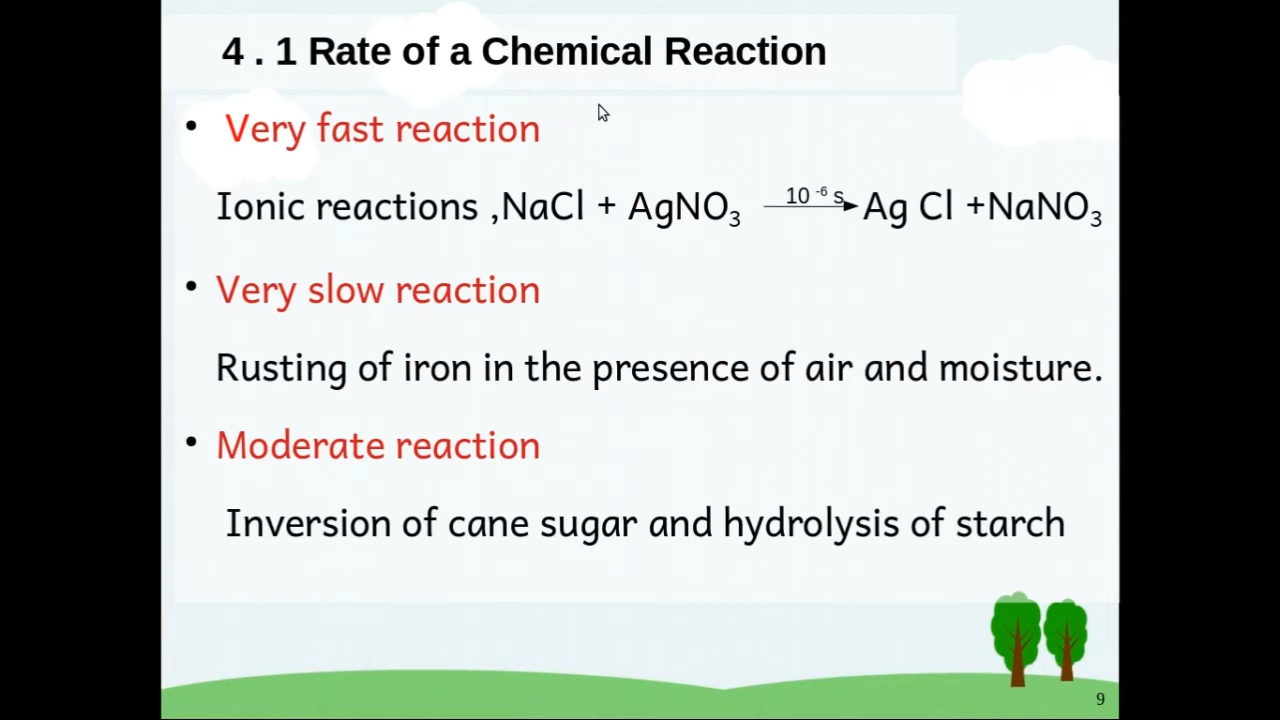 4 . 1 Rate of a Chemical Reaction
• Very fast reaction
Ionic reactions ,NaCl + AgNO₃ 10⁻⁶ s Ag Cl +NaNO₃
• Very slow reaction
Rusting of iron in the presence of air and moisture.
• Moderate reaction
Inversion of cane sugar and hydrolysis of starch
9